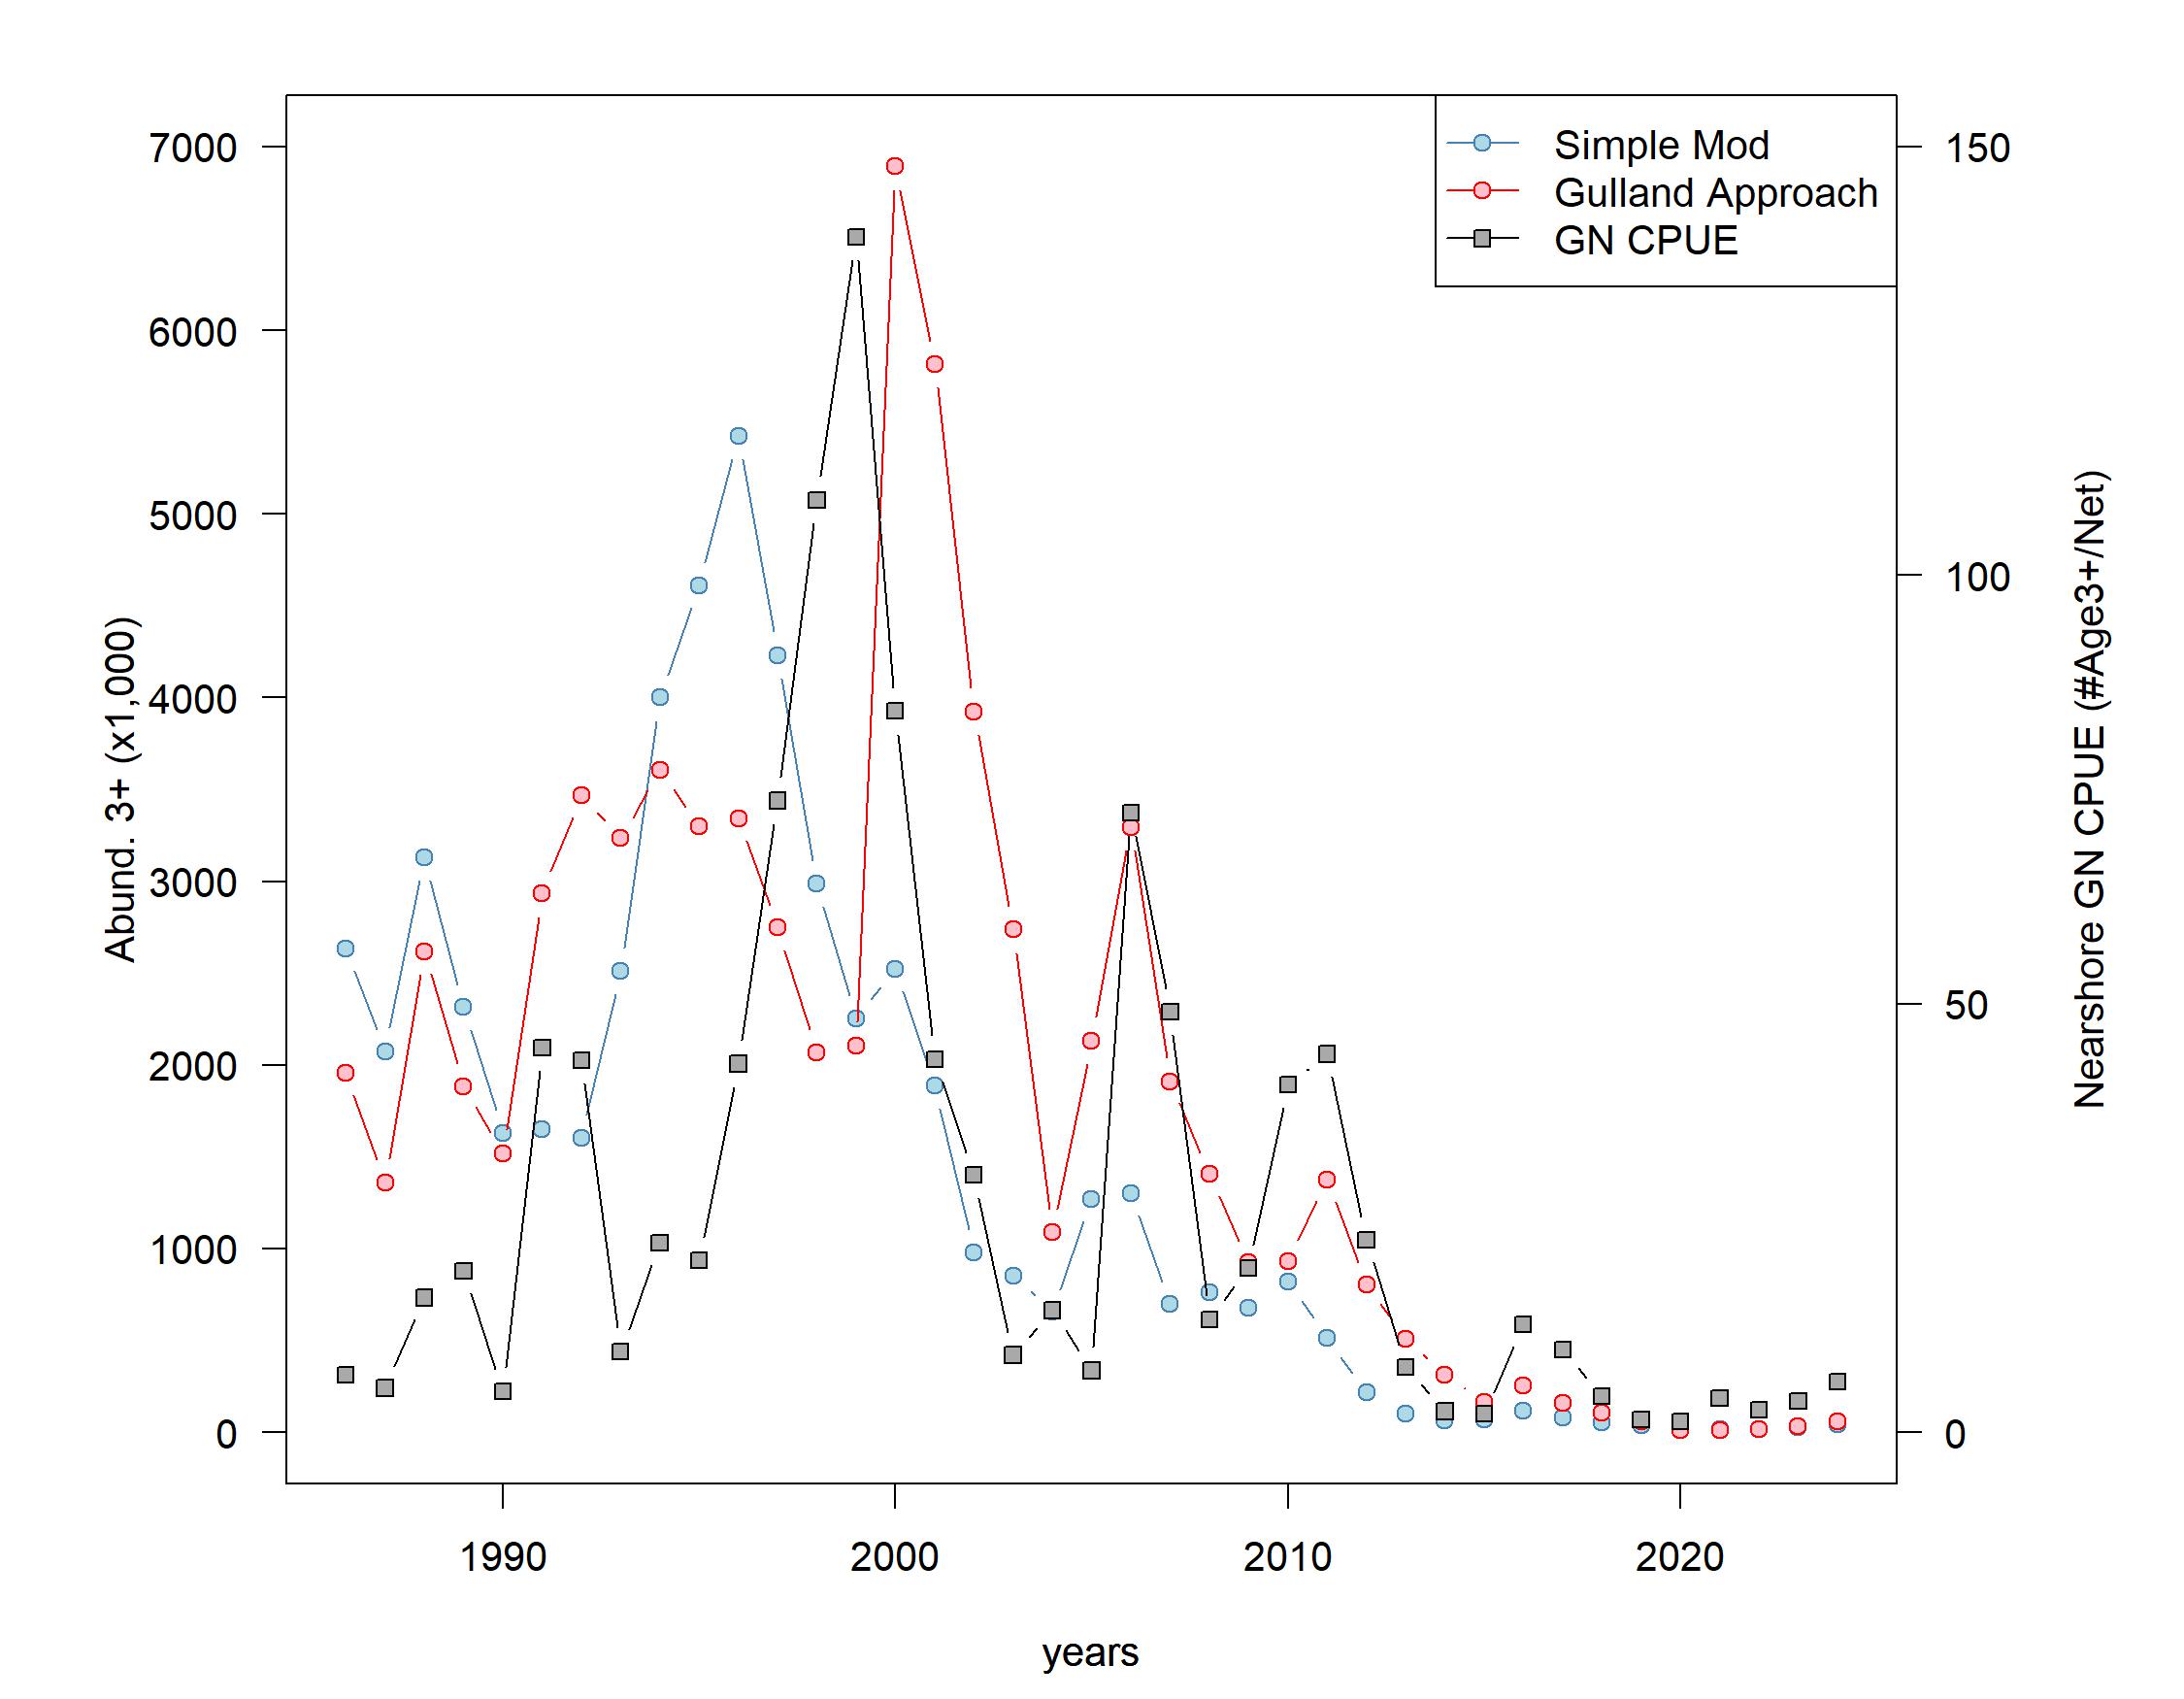 Simple Mod
Gulland Approach
GN CPUE
7000
6000
5000
4000
3000
2000
1000
0
Abund. 3+ (x1,000)
150
100
50
0
Nearshore GN CPUE (#Age3+/Net)
1990
2000
2010
2020
years